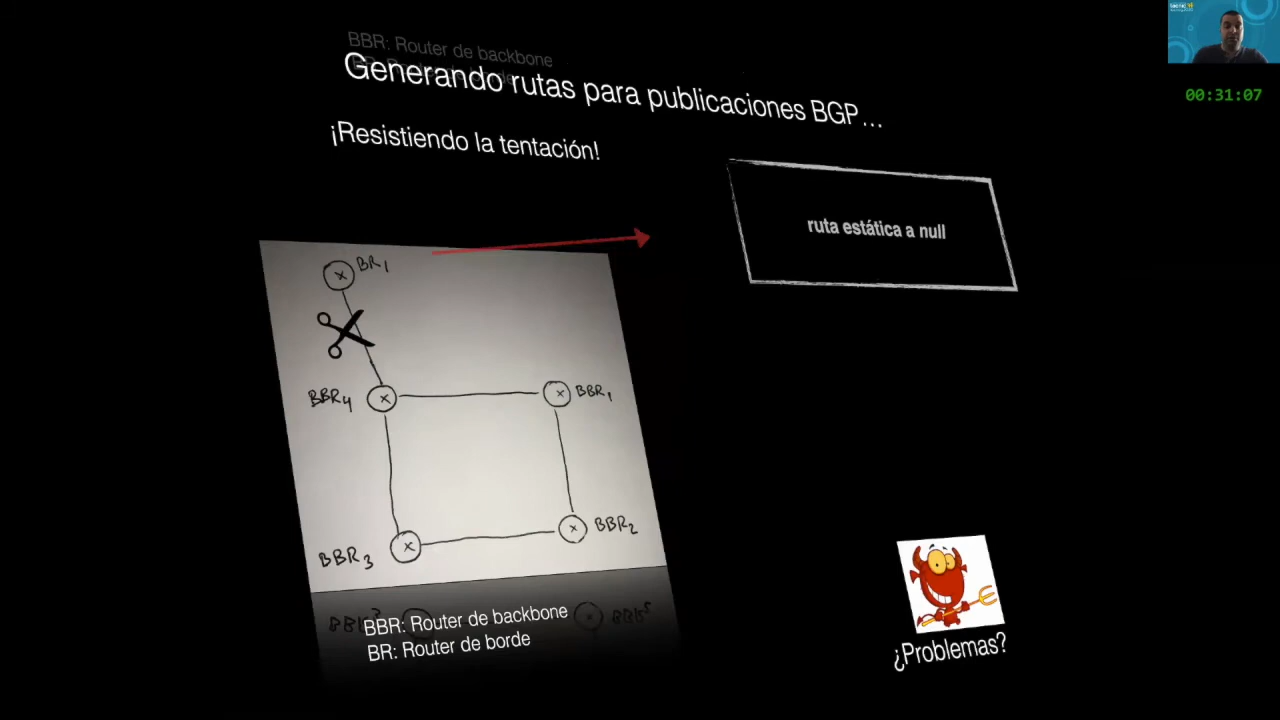 BBR: Router de backbone
Generando rutas para publicaciones BGP...
¡Resistiendo la tentación!
00:31:07
ruta estática a null
BR1
BBR4
BBR1
BBR3
BBR2
BBR: Router de backbone
BR: Router de borde
¿Problemas?